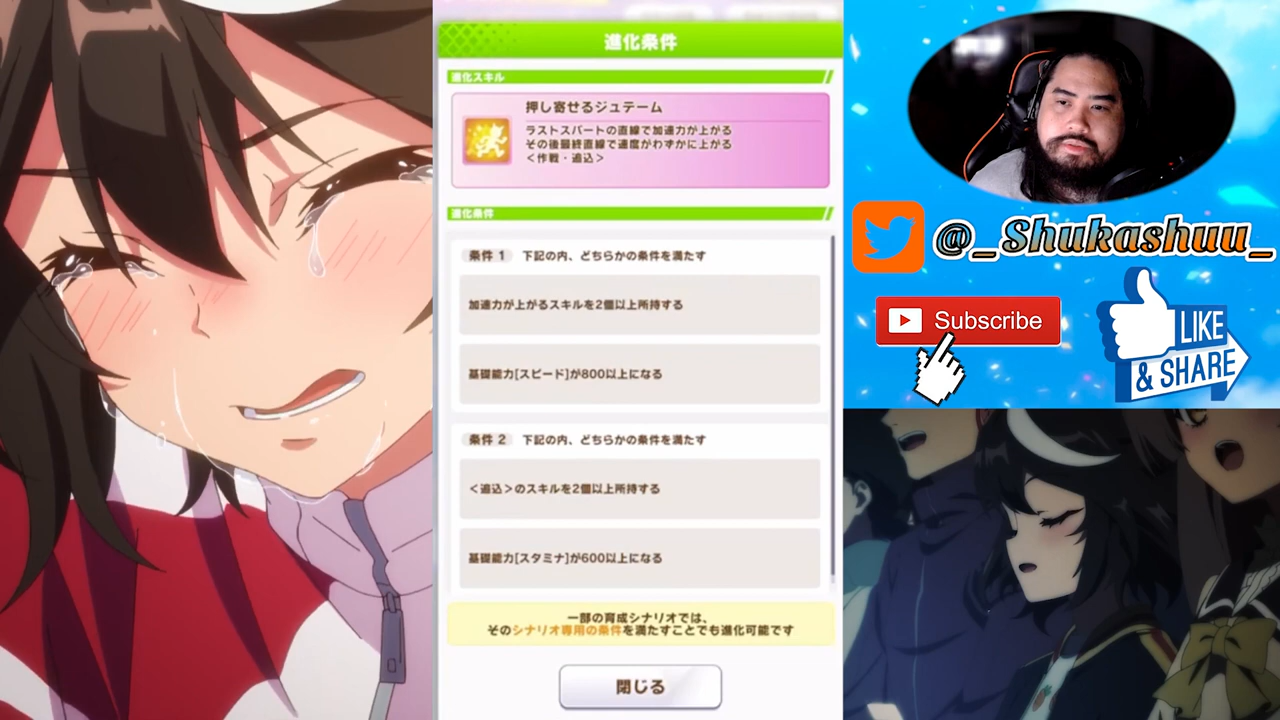 進化条件
進化スキル
押し寄せるジュテーム
ラストスパートの直線で加速力が上がる
その後最終直線で速度がわずかに上がる
<作戦・追込>
進化条件
条件 1 下記の内、どちらかの条件を満たす
加速力が上がるスキルを2個以上所持する
基礎能力[スピード]が800以上になる
条件 2 下記の内、どちらかの条件を満たす
<追込>のスキルを2個以上所持する
基礎能力[スタミナ]が600以上になる
一部の育成シナリオでは、
そのシナリオ専用の条件を満たすことでも進化可能です
閉じる
@_Shukashuu_
Subscribe
LIKE
& SHARE